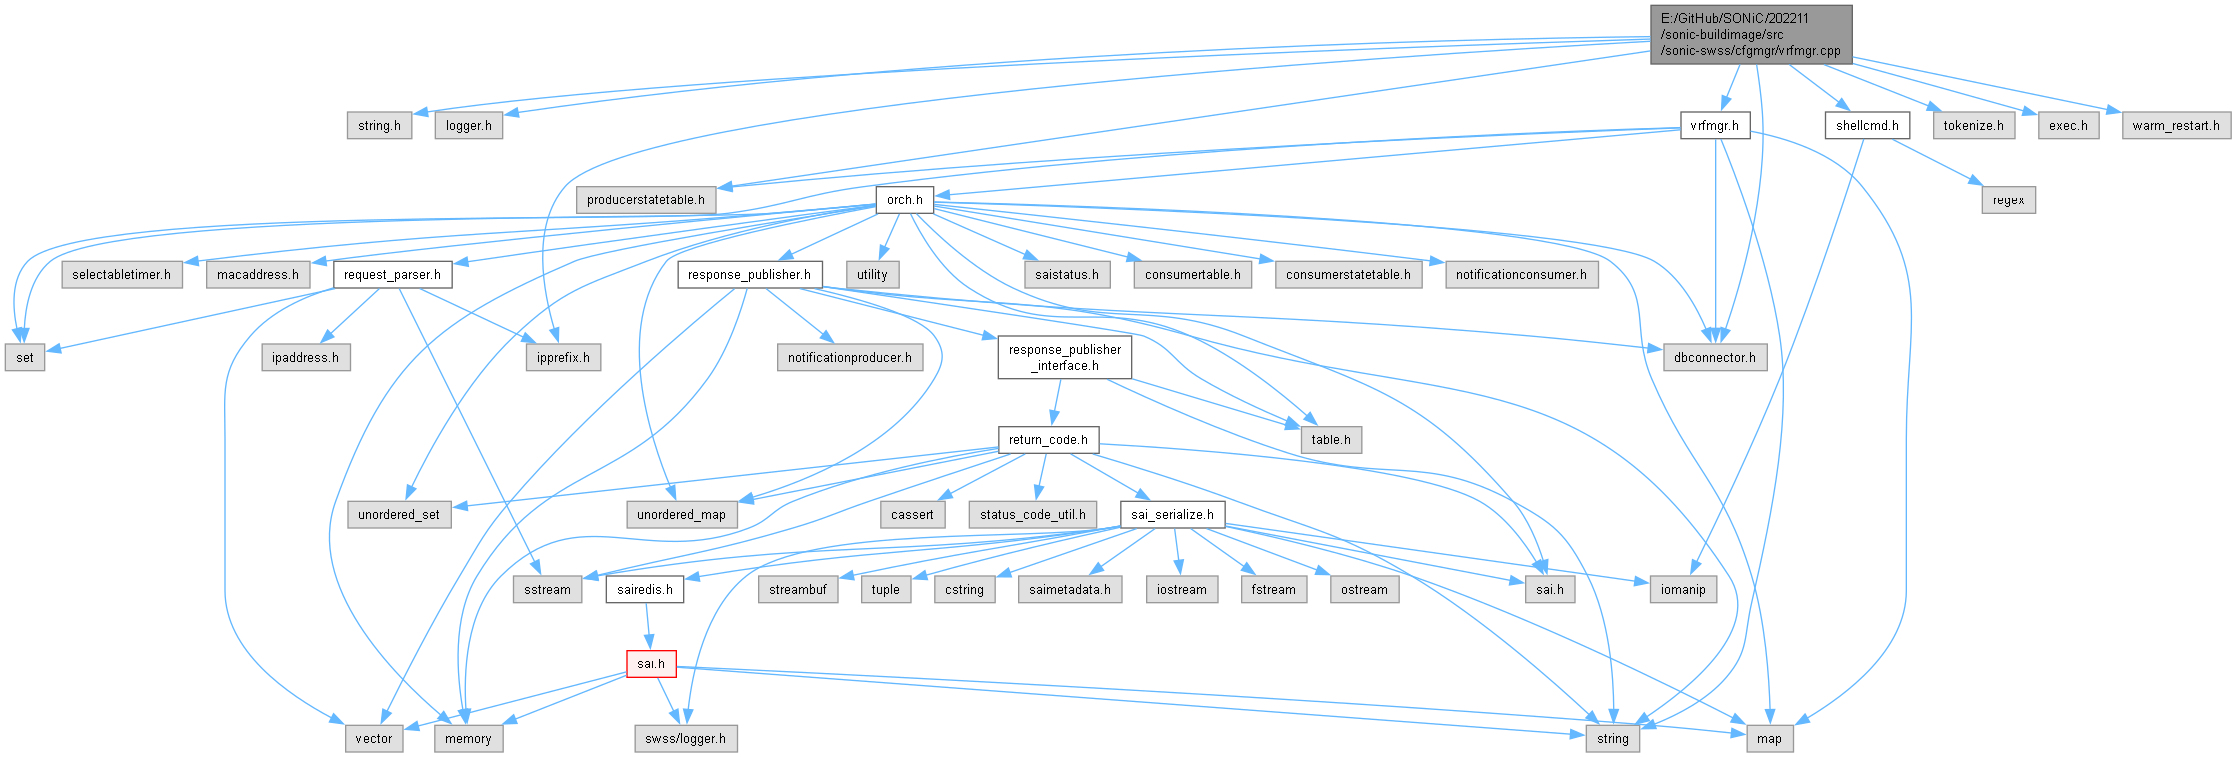 E:/GitHub/SONiC/202211
/sonic-buildimage/src
/sonic-swss/cfgmgr/vrfmgr.cpp
string.h
logger.h
vrfmgr.h
shellcmd.h
tokenize.h
exec.h
warm_restart.h
producerstatetable.h
orch.h
regex
selectabletimer.h
macaddress.h
request_parser.h
response_publisher.h
utility
saistatus.h
consumertable.h
consumerstatetable.h
notificationconsumer.h
set
ipaddress.h
ipprefix.h
notificationproducer.h
response_publisher
_interface.h
dbconnector.h
return_code.h
table.h
unordered_set
unordered_map
cassert
status_code_util.h
sai_serialize.h
sstream
sairedis.h
streambuf
tuple
cstring
saimetadata.h
iostream
fstream
ostream
sai.h
iomanip
sai.h
vector
memory
swss/logger.h
string
map